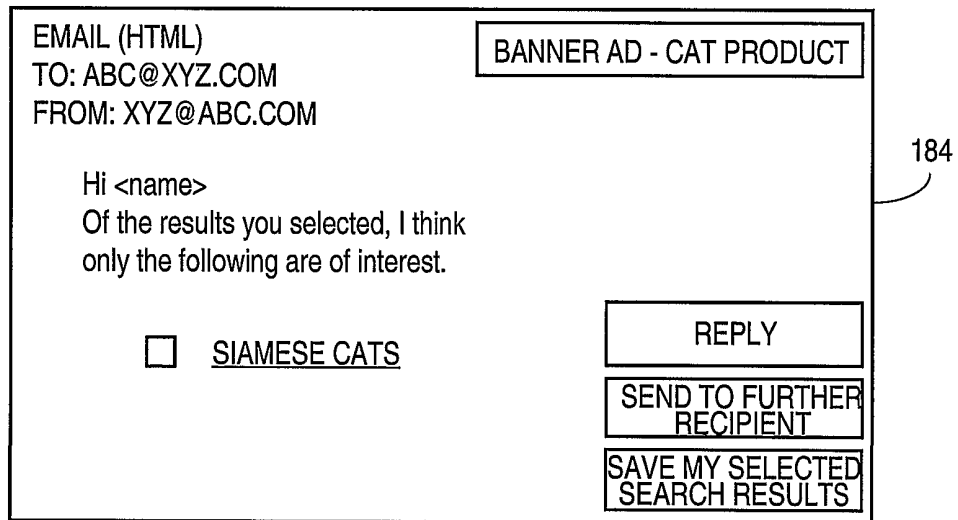 EMAIL (HTML)
BANNER AD - CAT PRODUCT
TO: ABC@XYZ.COM
FROM: XYZ@ABC.COM
184
Hi <name>
Of the results you selected, I think
only the following are of interest.
SIAMESE CATS
REPLY
SEND TO FURTHER
RECIPIENT
SAVE MY SELECTED
SEARCH RESULTS